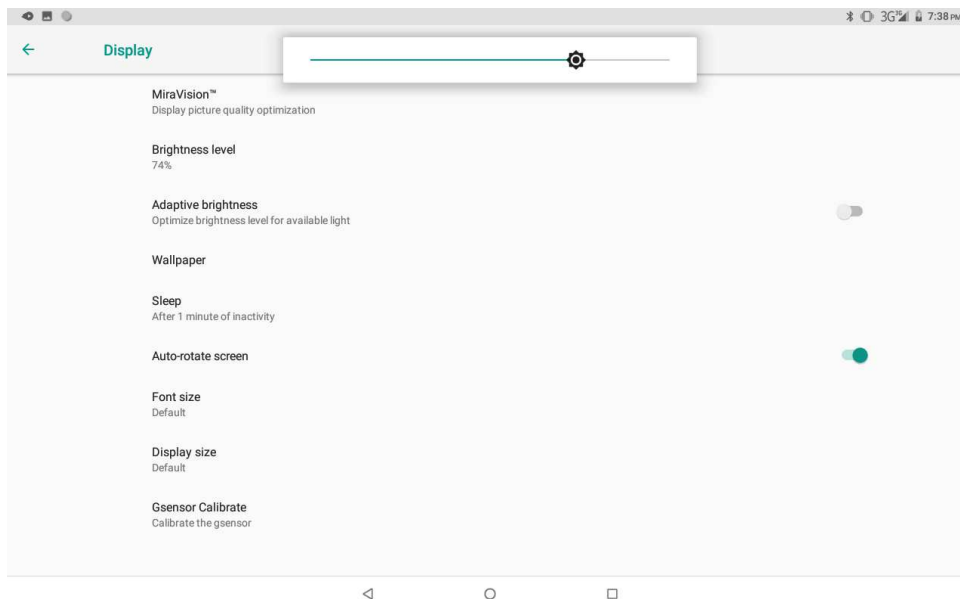 3G 3G 7:38 PM
Display
MiraVision™
Display picture quality optimization
Brightness level
74%
Adaptive brightness
Optimize brightness level for available light
Wallpaper
Sleep
After 1 minute of inactivity
Auto-rotate screen
Font size
Default
Display size
Default
Gsensor Calibrate
Calibrate the gsensor